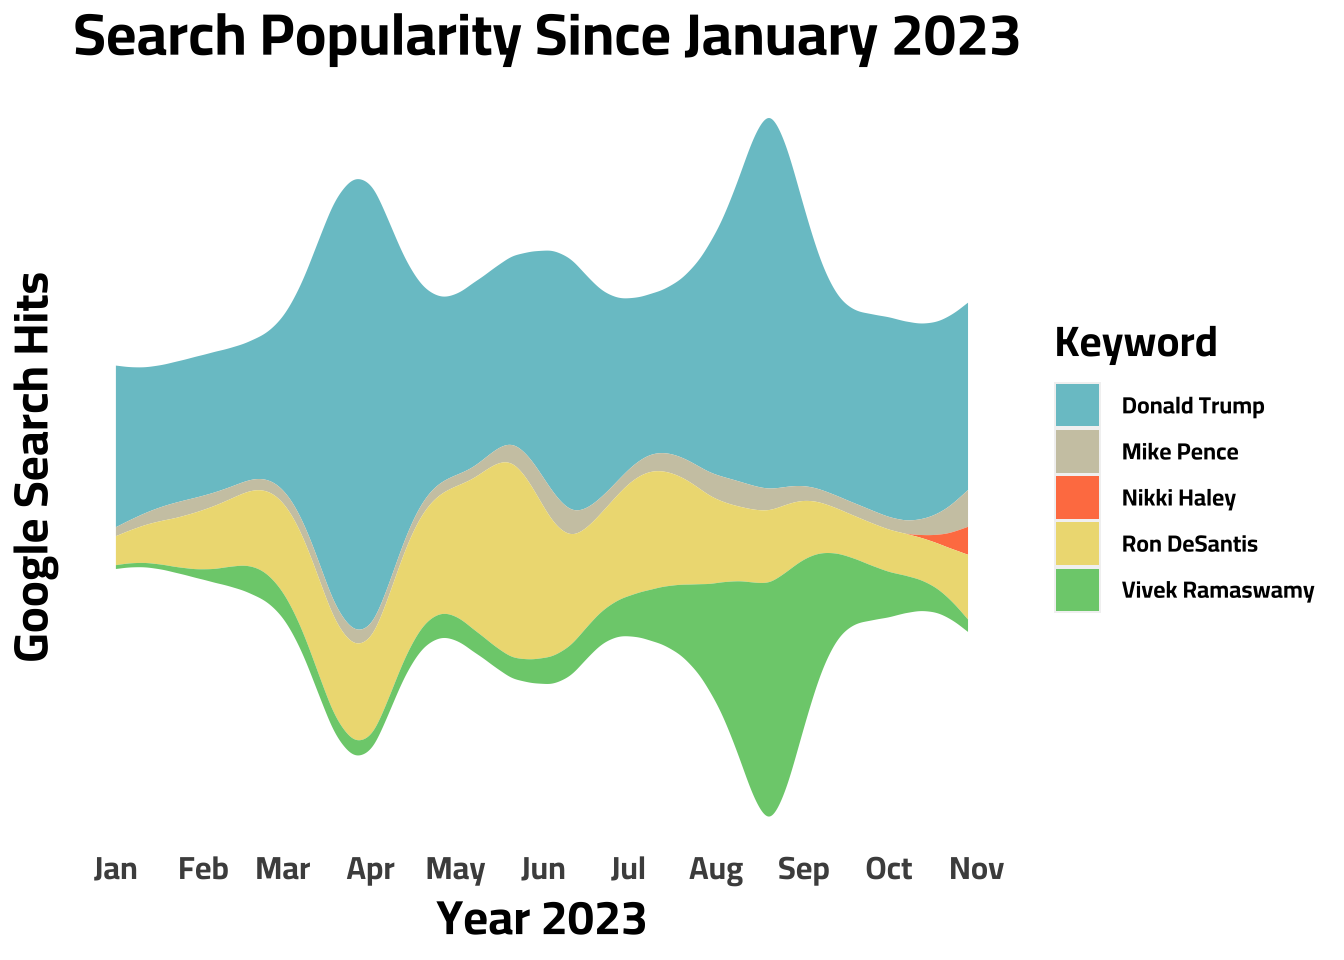 Search Popularity Since January 2023
Google Search Hits
Keyword
Donald Trump
Mike Pence
Nikki Haley
Ron DeSantis
Vivek Ramaswamy
Jan Feb Mar Apr May Jun Jul Aug Sep Oct Nov
Year 2023